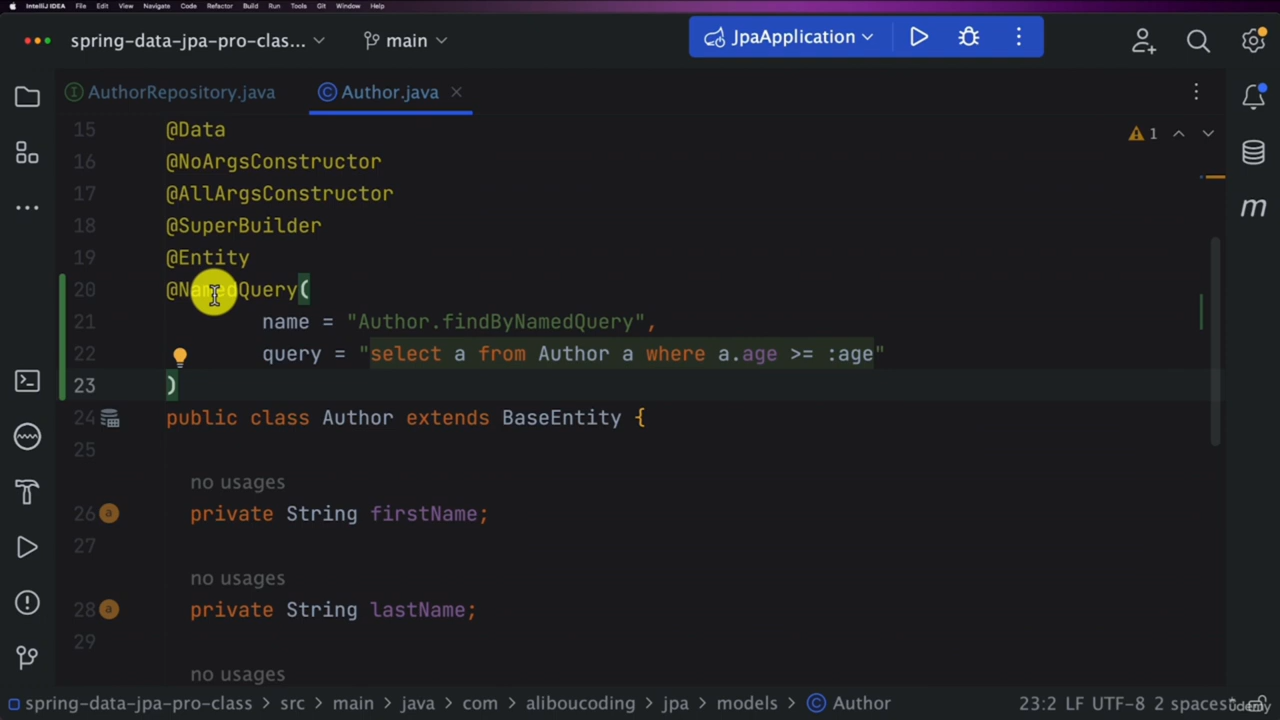 IntelliJ IDEA File Edit View Navigate Code Refactor Build Run Tools Git Window Help
spring-data-jpa-pro-clas... main JpaApplication
AuthorRepository.java Author.java
15 @Data
1
16 @NoArgsConstructor
17 @AllArgsConstructor
18 @SuperBuilder
19 @Entity
20 @NamedQuery(
21 name = "Author.findByNamedQuery",
22 query = "select a from Author a where a.age >= :age"
23 )
24 public class Author extends BaseEntity {
25
no usages
26 a private String firstName;
27
no usages
28 a private String lastName;
29
no usages
spring-data-jpa-pro-class > src > main > java > com > aliboucoding > jpa > models > Author 23:2 LF UTF-8 2 spaces
udemy